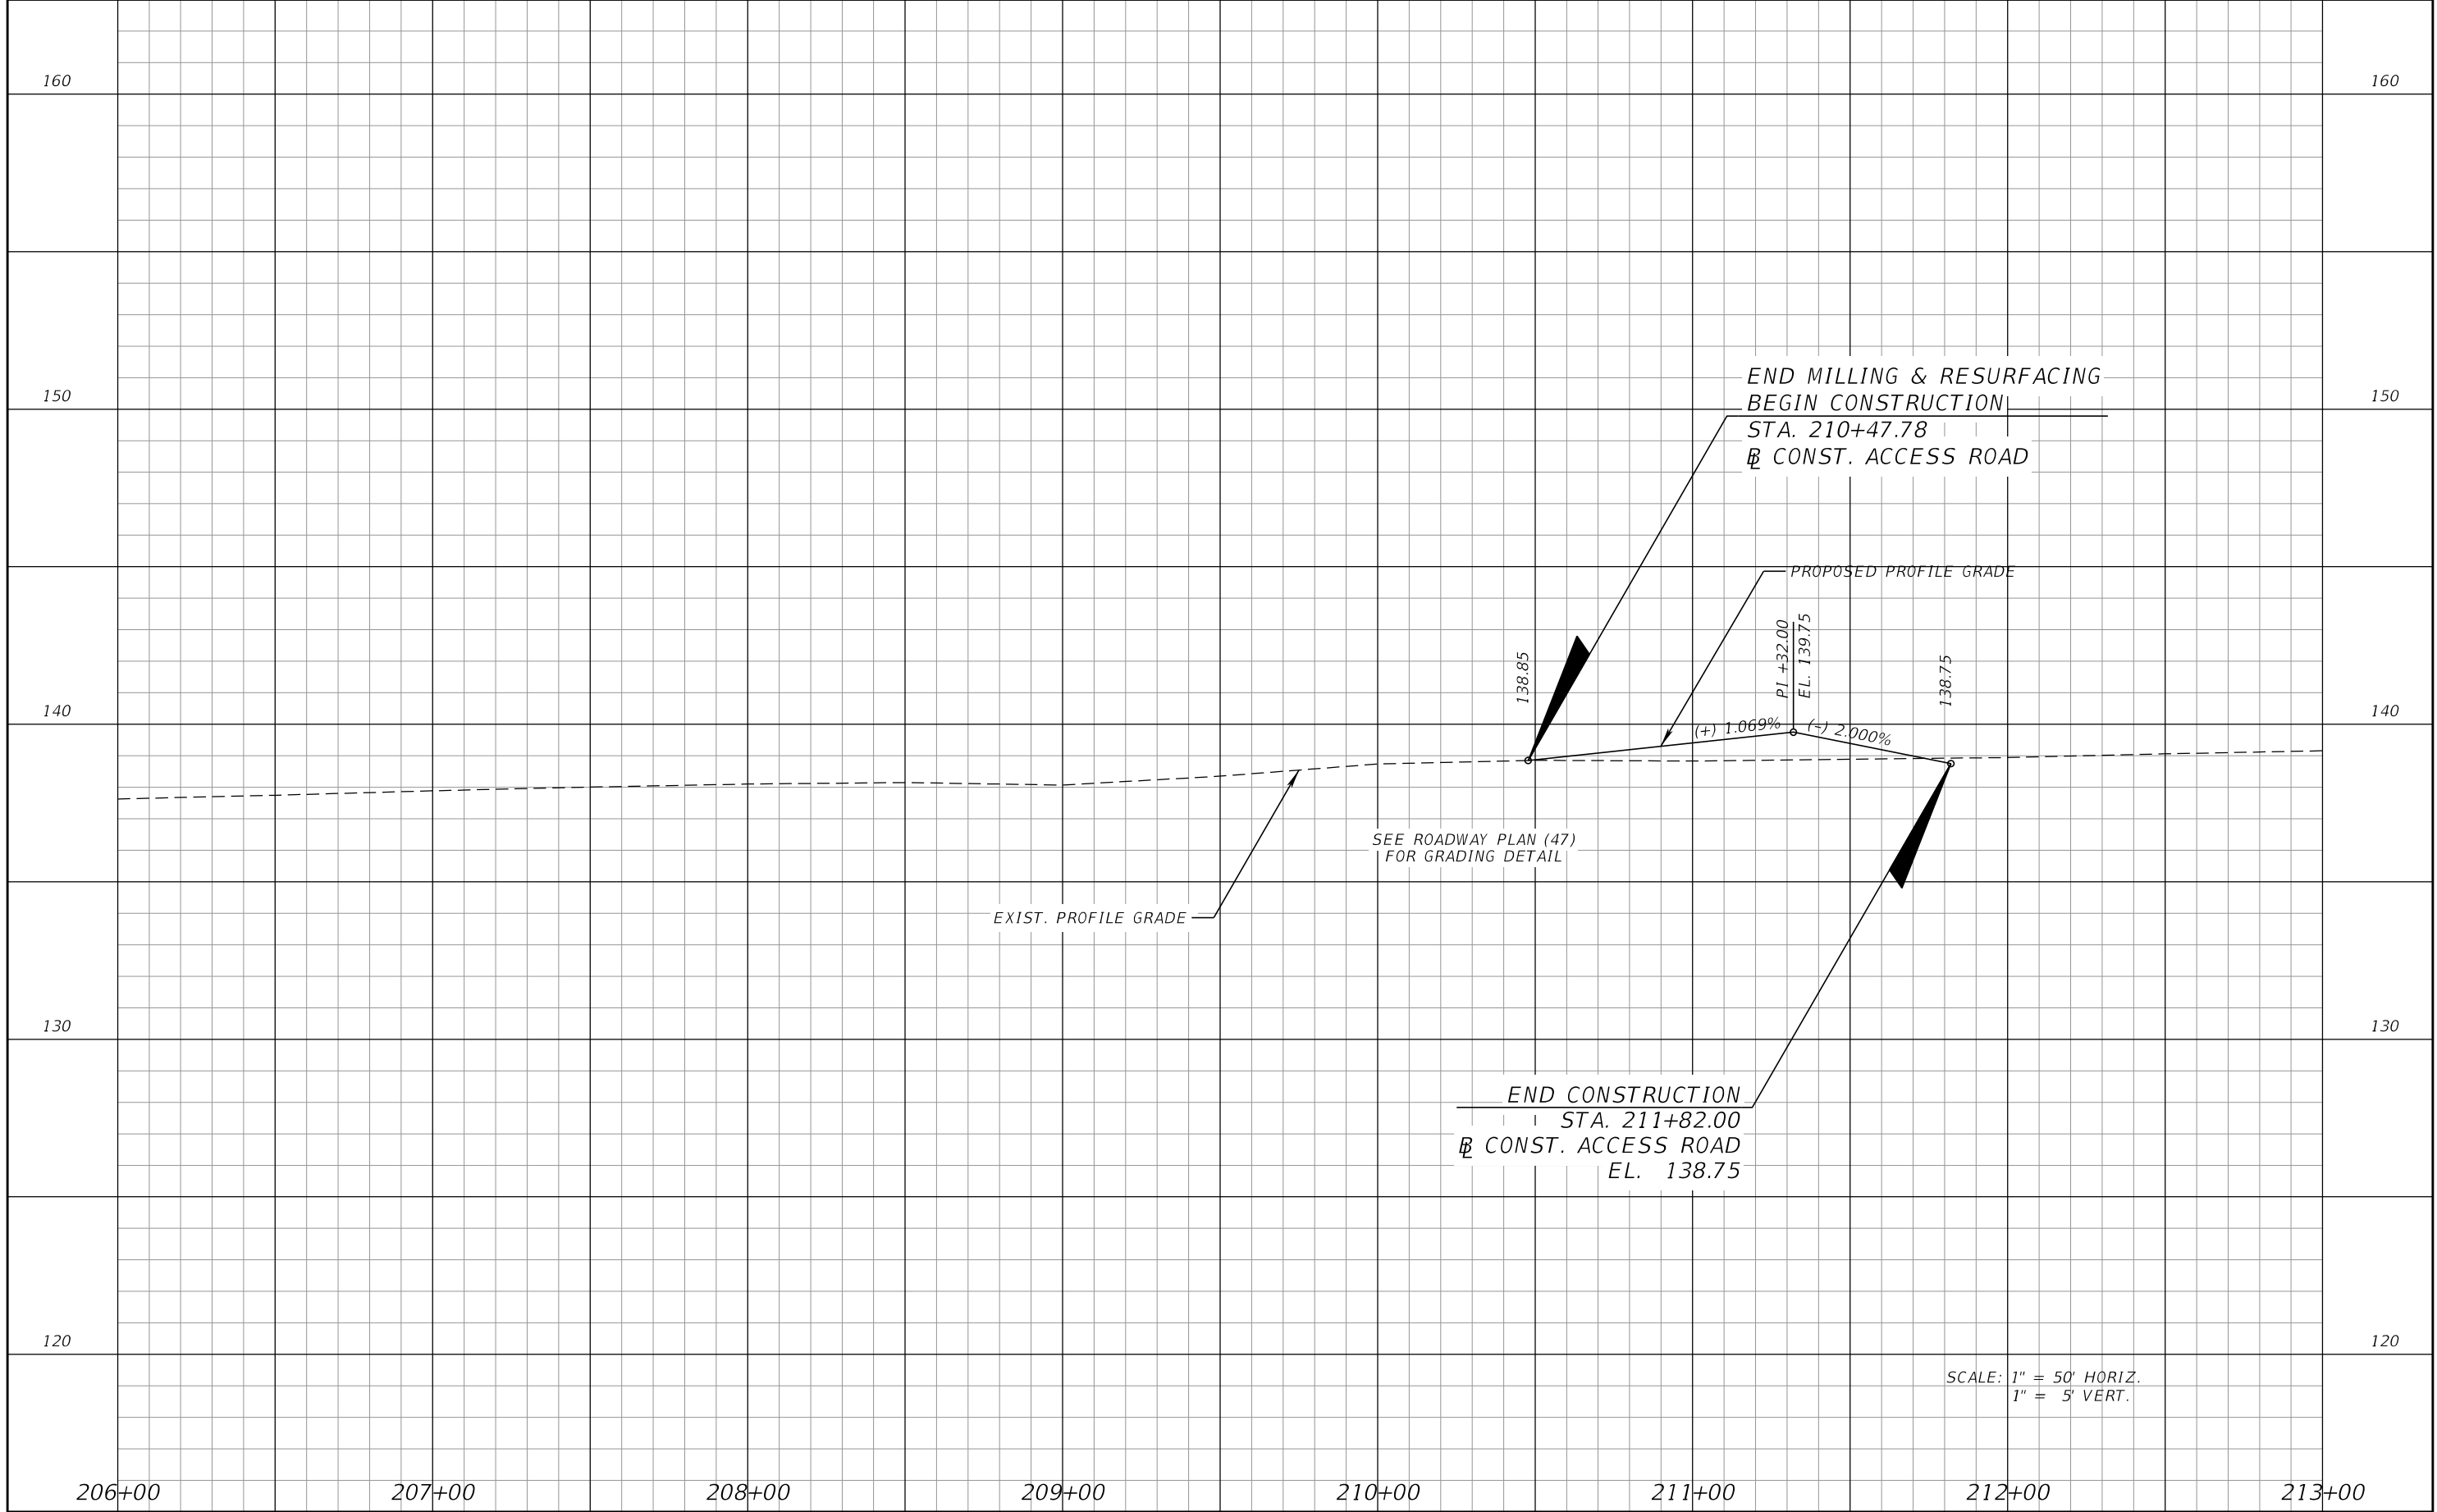 160
160
150
150
END MILLING & RESURFACING
BEGIN CONSTRUCTION
STA. 210+47.78
BL CONST. ACCESS ROAD
PROPOSED PROFILE GRADE
138.85
PI +32.00
EL. 139.75
138.75
140
140
(+) 1.069%
(-) 2.000%
SEE ROADWAY PLAN (47)
FOR GRADING DETAIL
EXIST. PROFILE GRADE
130
130
END CONSTRUCTION
STA. 211+82.00
BL CONST. ACCESS ROAD
EL. 138.75
120
120
SCALE: 1" = 50' HORIZ.
1" = 5' VERT.
206+00
207+00
208+00
209+00
210+00
211+00
212+00
213+00